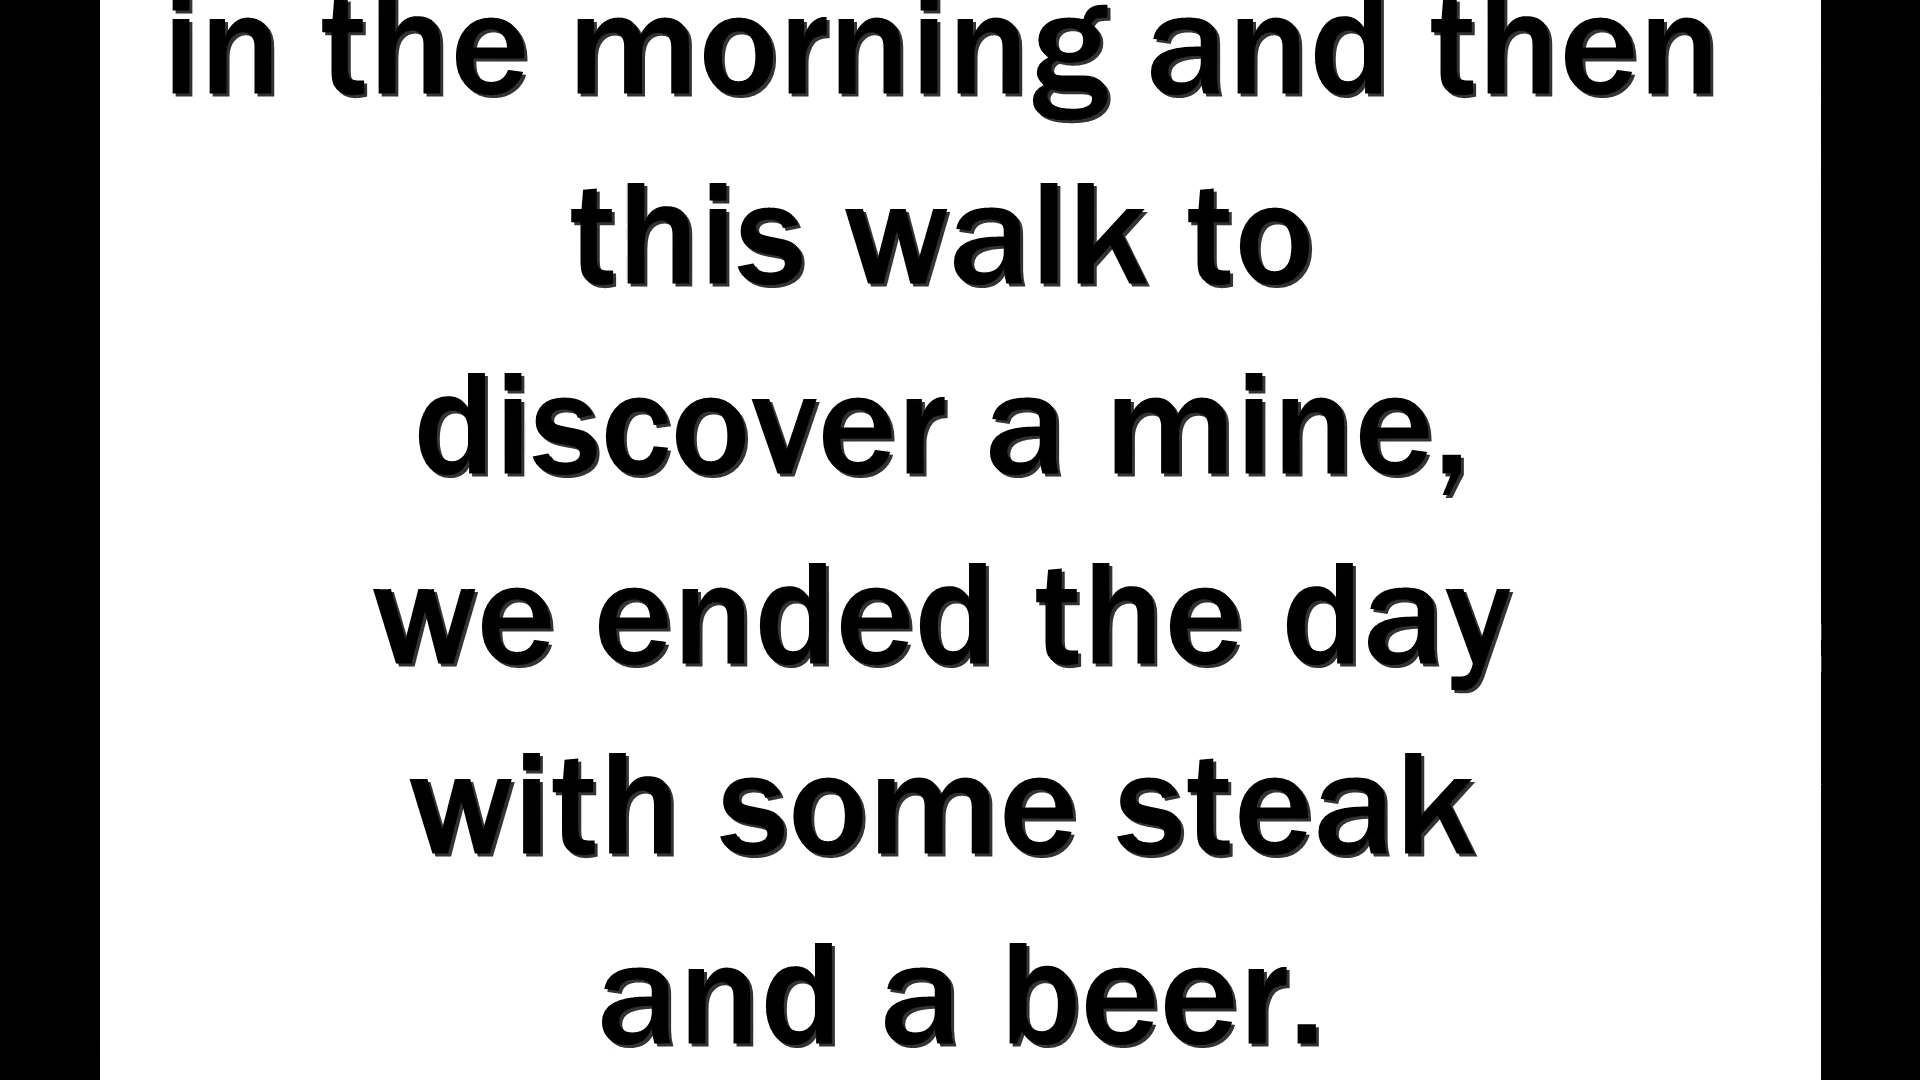 in the morning and then
this walk to
discover a mine,
we ended the day
with some steak
and a beer.